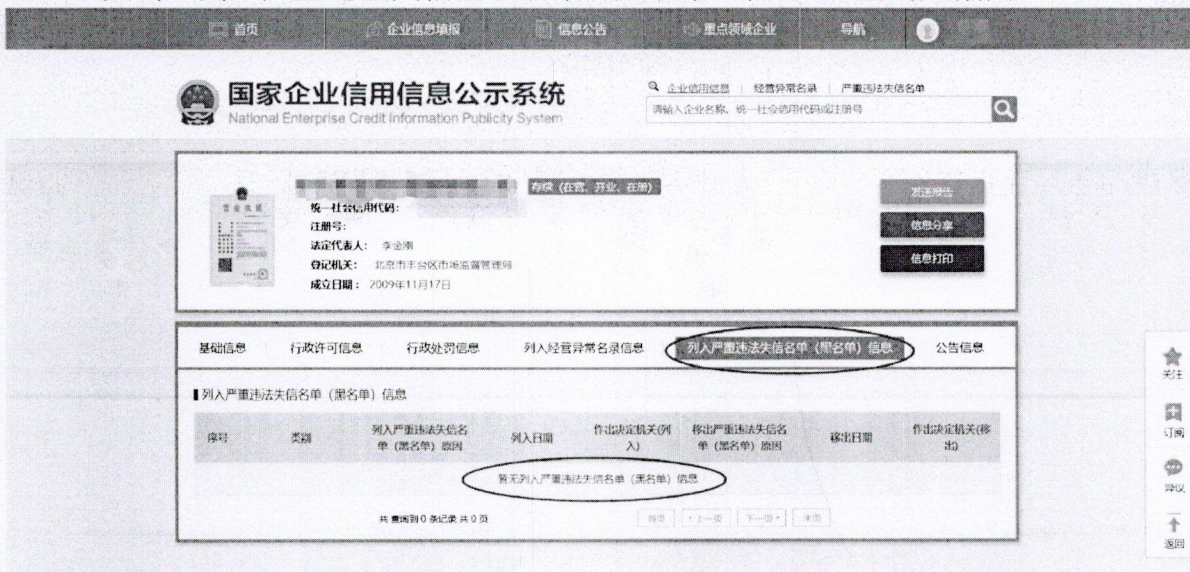 首页 企业信息填报 信息公告 重点领域企业 导航
国家企业信用信息公示系统
National Enterprise Credit Information Publicity System
企业信用信息 | 经营异常名录 | 严重违法失信名单
请输入企业名称、统一社会信用代码或注册号
存续（在营、开业、在册）
统一社会信用代码：
注册号：
法定代表人：
登记机关： 北京市丰台区市场监督管理局
成立日期： 2009年11月17日
营业执照
发送报告
信息分享
信息打印
基础信息 行政许可信息 行政处罚信息 列入经营异常名录信息 列入严重违法失信名单（黑名单）信息 公告信息
列入严重违法失信名单（黑名单）信息
序号 类别 列入严重违法失信名单（黑名单）原因 列入日期 作出决定机关(列入) 移出严重违法失信名单（黑名单）原因 移出日期 作出决定机关(移出)
暂无列入严重违法失信名单（黑名单）信息
共 查询到 0 条记录 共 0 页
首页 上一页 下一页 末页
关注
订阅
异议
返回